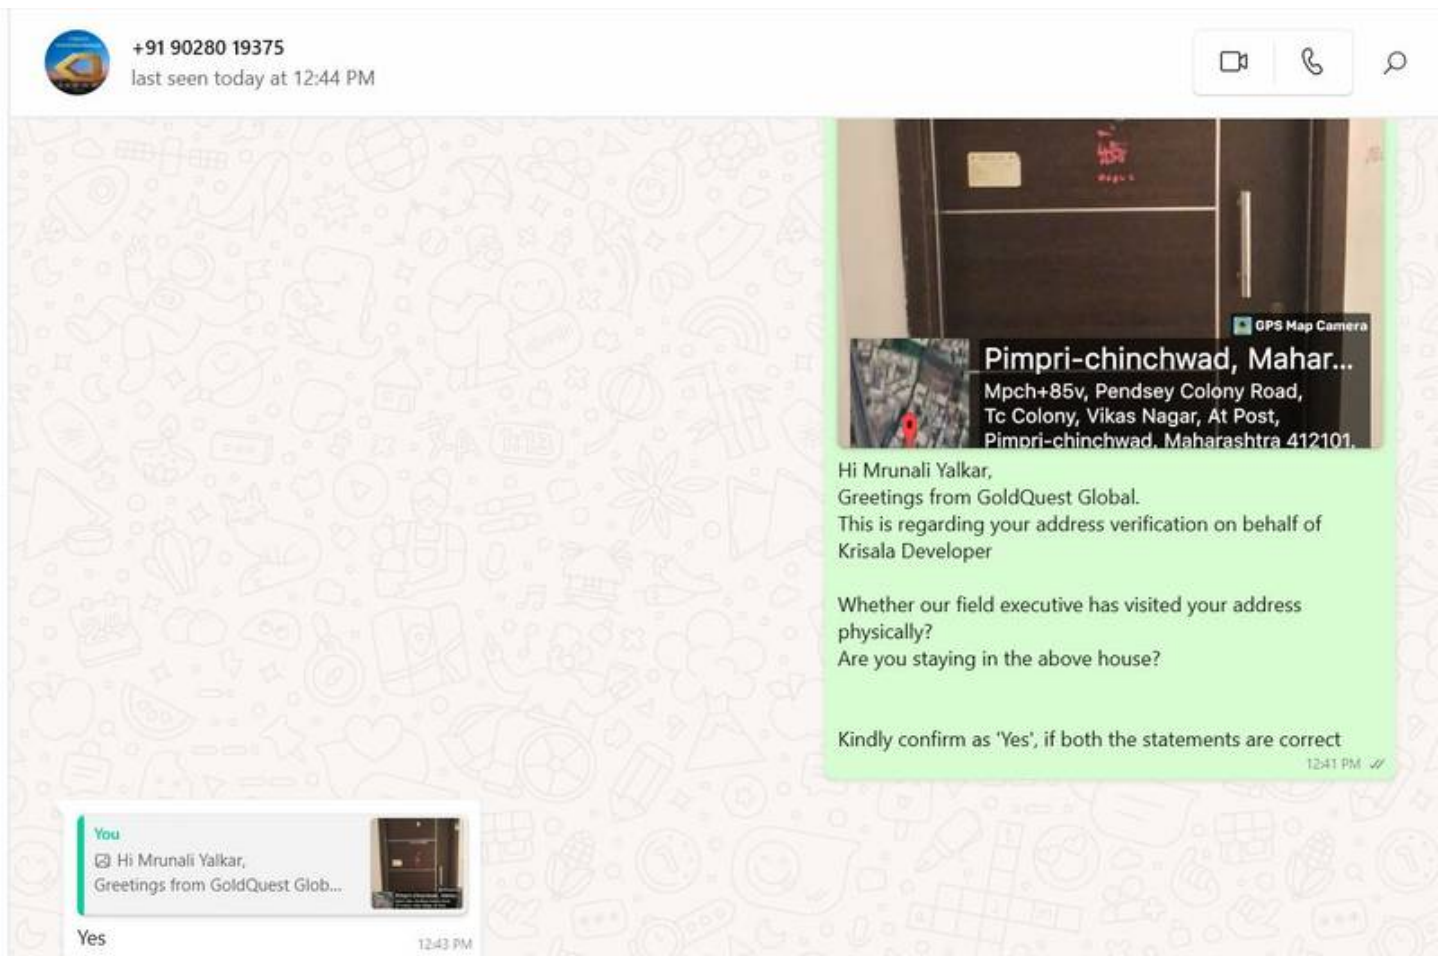 +91 90280 19375
last seen today at 12:44 PM
GPS Map Camera
Pimpri-chinchwad, Mahar...
Mpch+85v, Pendsey Colony Road,
Tc Colony, Vikas Nagar, At Post,
Pimpri-chinchwad, Maharashtra 412101,
Hi Mrunali Yalkar,
Greetings from GoldQuest Global.
This is regarding your address verification on behalf of
Krisala Developer
Whether our field executive has visited your address
physically?
Are you staying in the above house?
Kindly confirm as 'Yes', if both the statements are correct
12:41 PM
You
Hi Mrunali Yalkar,
Greetings from GoldQuest Glob...
Yes
12:43 PM